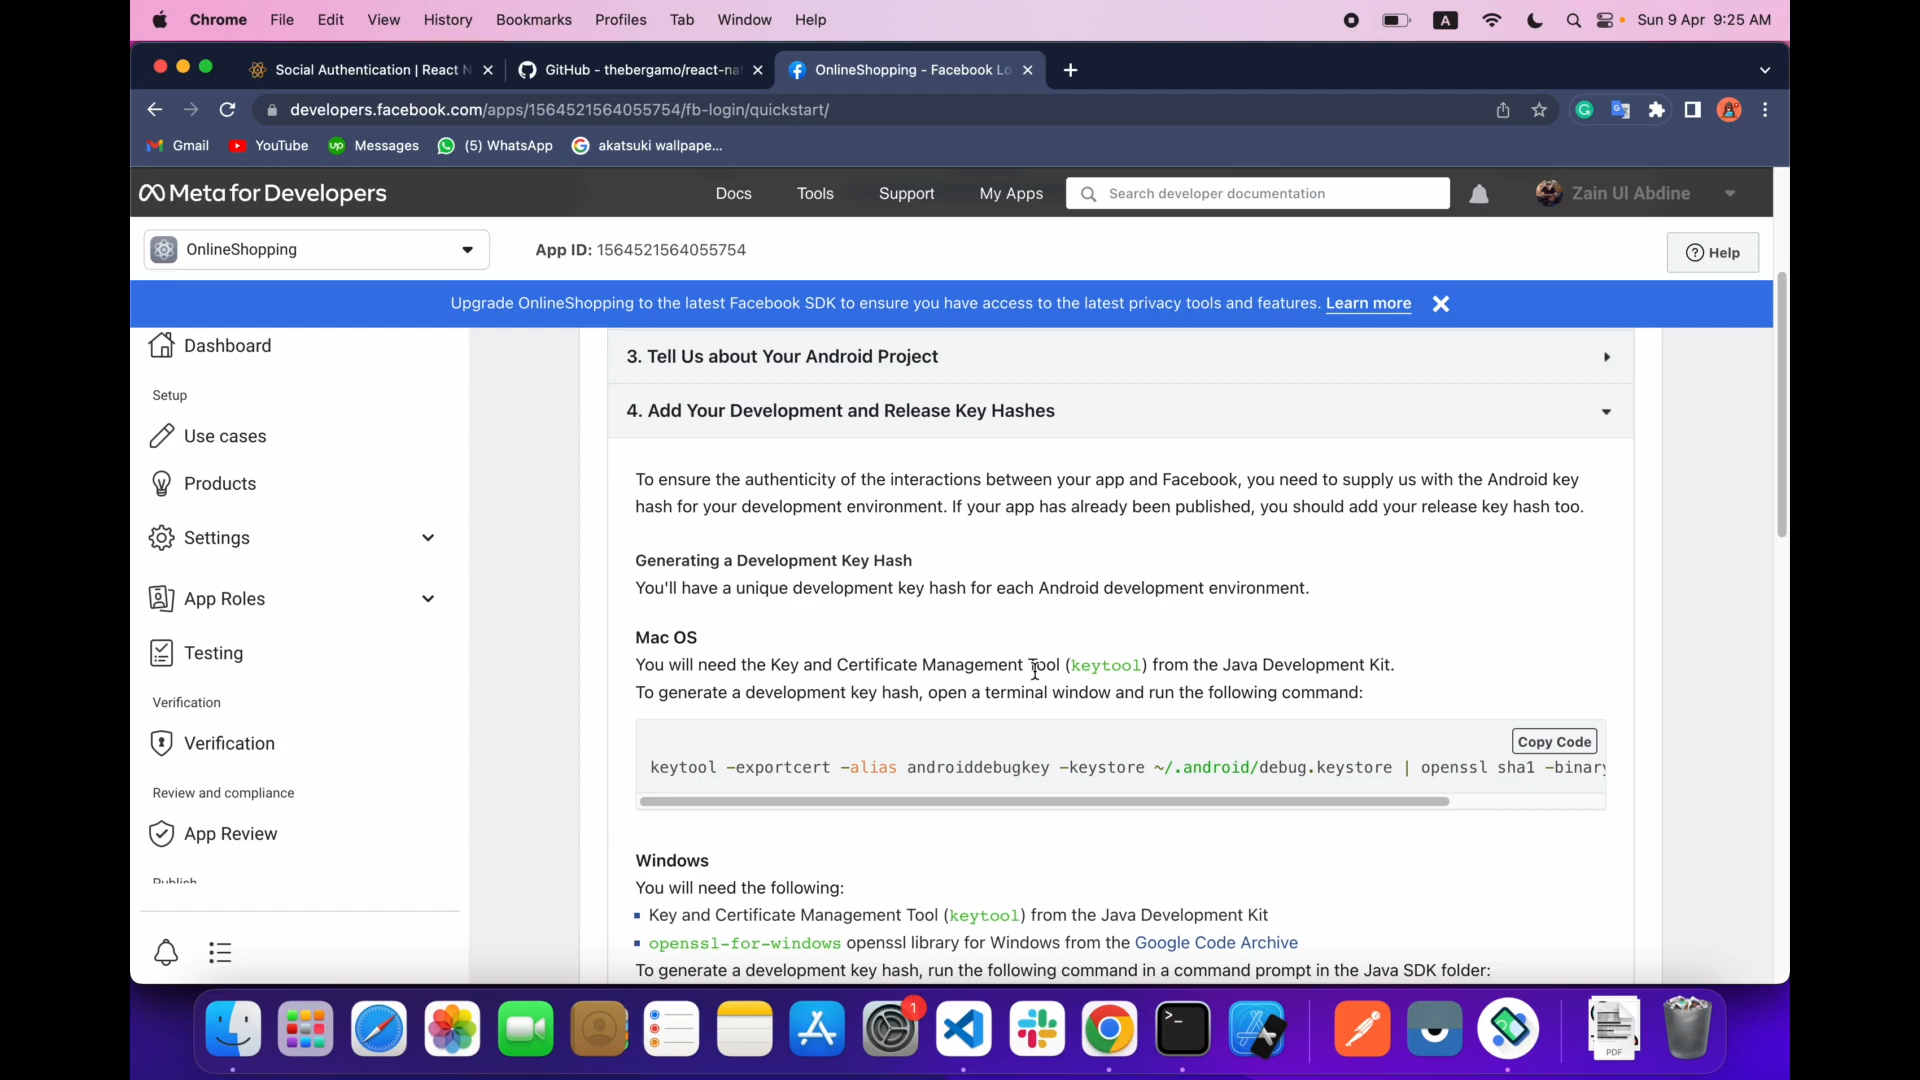 Chrome File Edit View History Bookmarks Profiles Tab Window Help
A Sun 9 Apr 9:25 AM
Social Authentication | React N
GitHub - thebergamo/react-na
OnlineShopping - Facebook Lo
developers.facebook.com/apps/1564521564055754/fb-login/quickstart/
Gmail YouTube Messages (5) WhatsApp akatsuki wallpape...
Meta for Developers
Docs Tools Support My Apps Search developer documentation Zain Ul Abdine
OnlineShopping
App ID: 1564521564055754
Help
Upgrade OnlineShopping to the latest Facebook SDK to ensure you have access to the latest privacy tools and features. Learn more
Dashboard
Setup
Use cases
Products
Settings
App Roles
Testing
Verification
Verification
Review and compliance
App Review
Publish
3. Tell Us about Your Android Project
4. Add Your Development and Release Key Hashes
To ensure the authenticity of the interactions between your app and Facebook, you need to supply us with the Android key
hash for your development environment. If your app has already been published, you should add your release key hash too.
Generating a Development Key Hash
You'll have a unique development key hash for each Android development environment.
Mac OS
You will need the Key and Certificate Management Tool (keytool) from the Java Development Kit.
To generate a development key hash, open a terminal window and run the following command:
Copy Code
keytool -exportcert -alias androiddebugkey -keystore ~/.android/debug.keystore | openssl sha1 -binary
Windows
You will need the following:
Key and Certificate Management Tool (keytool) from the Java Development Kit
openssl-for-windows openssl library for Windows from the Google Code Archive
To generate a development key hash, run the following command in a command prompt in the Java SDK folder:
1
PDF